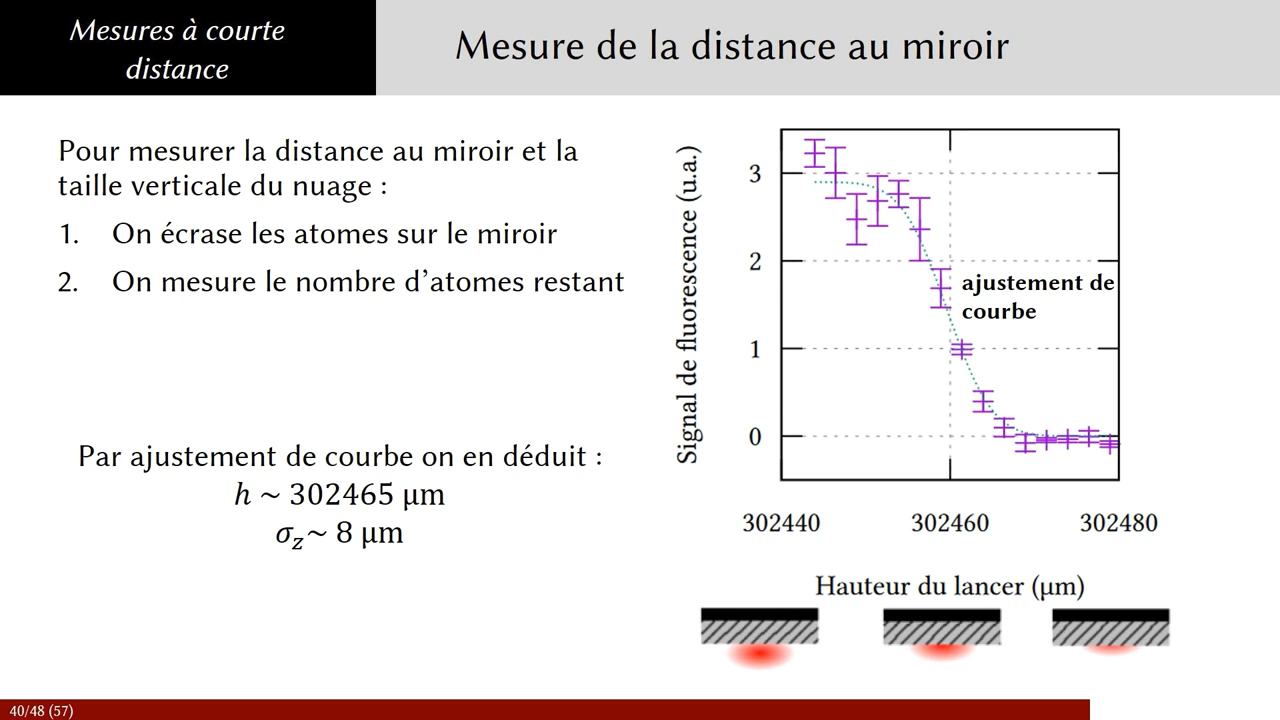 Mesures à courte
distance
Mesure de la distance au miroir
Pour mesurer la distance au miroir et la
taille verticale du nuage :
1. On écrase les atomes sur le miroir
2. On mesure le nombre d'atomes restant
Par ajustement de courbe on en déduit :
h ~ 302465 µm
σz~ 8 µm
Signal de fluorescence (u.a.)
3
2
1
0
ajustement de
courbe
302440 302460 302480
Hauteur du lancer (µm)
40/48 (57)